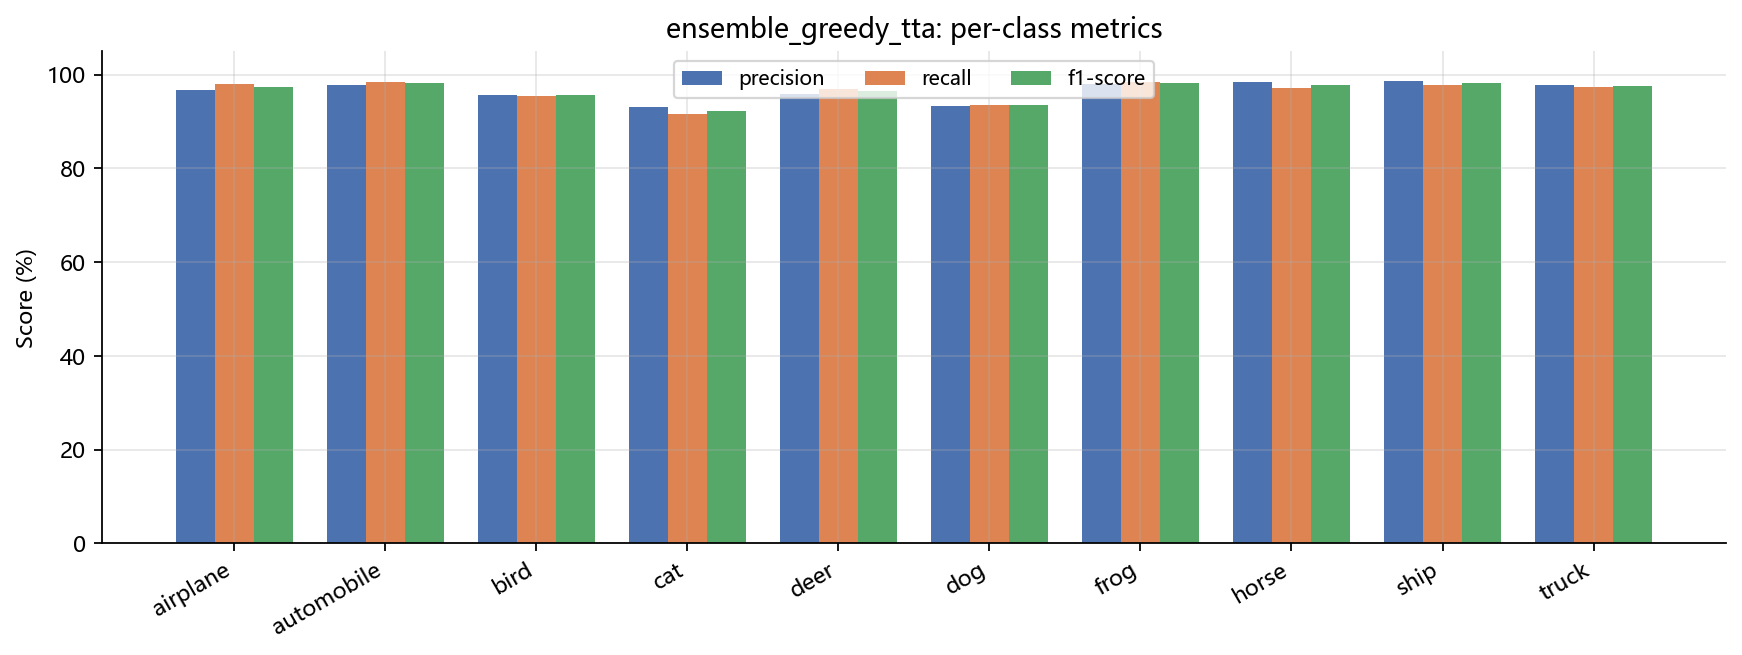 ensemble_greedy_tta: per-class metrics
precision recall f1-score
Score (%)
100
80
60
40
20
0
airplane automobile bird cat deer dog frog horse ship truck